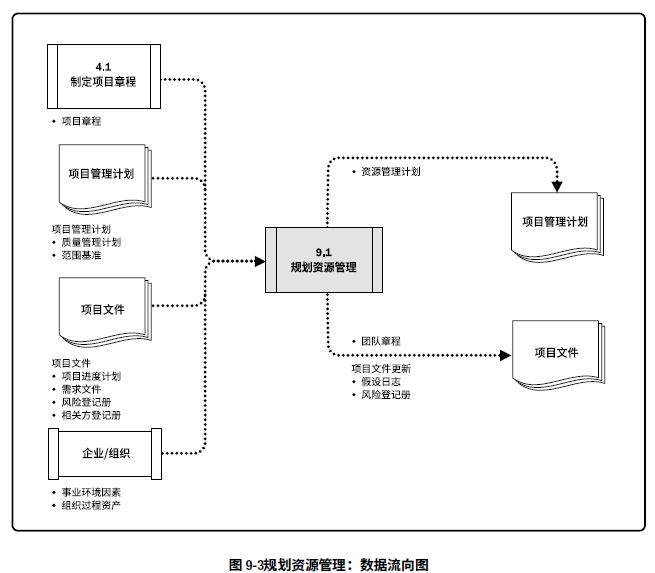 4.1
制定项目章程
◆ 项目章程
项目管理计划
项目管理计划
◆ 质量管理计划
◆ 范围基准
项目文件
项目文件
◆ 项目进度计划
◆ 需求文件
◆ 风险登记册
◆ 相关方登记册
企业/组织
◆ 事业环境因素
◆ 组织过程资产
9.1
规划资源管理
◆ 资源管理计划
项目管理计划
◆ 团队章程
项目文件更新
◆ 假设日志
◆ 风险登记册
项目文件
图 9-3规划资源管理：数据流向图